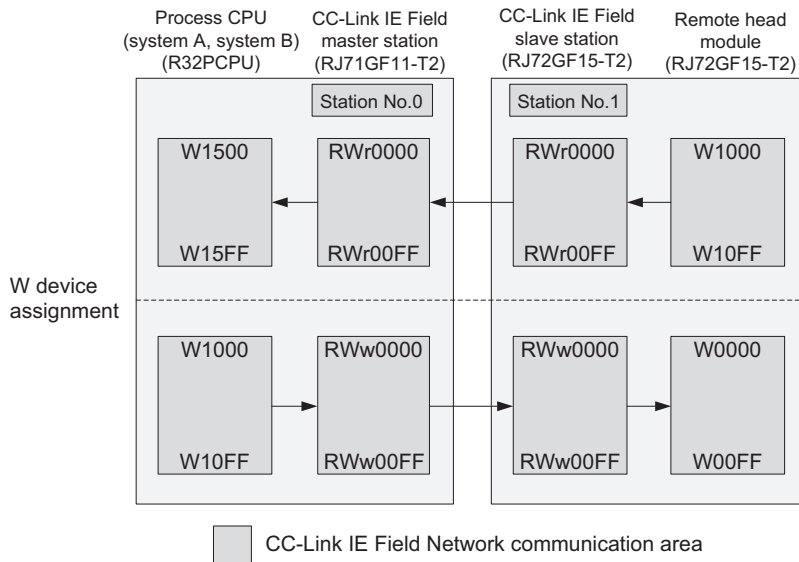 Process CPU
(system A, system B)
(R32PCPU)
CC-Link IE Field
master station
(RJ71GF11-T2)
CC-Link IE Field
slave station
(RJ72GF15-T2)
Remote head
module
(RJ72GF15-T2)
Station No.0
Station No.1
W device
assignment
W1500
W15FF
RWr0000
RWr00FF
RWr0000
RWr00FF
W1000
W10FF
W1000
W10FF
RWw0000
RWw00FF
RWw0000
RWw00FF
W0000
W00FF
CC-Link IE Field Network communication area